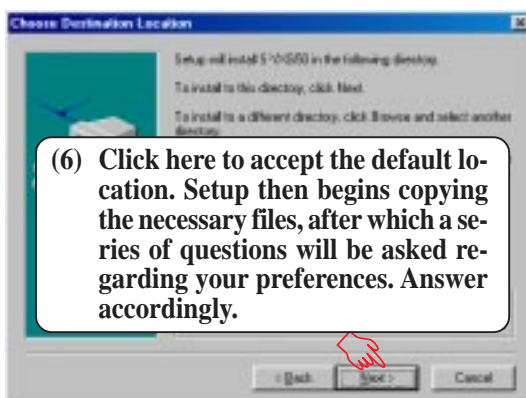 Choose Destination Location
Setup will install in the following directory.
To install to this directory, click Next.
To install to a different directory, click Browse and select another
directory.
(6) Click here to accept the default lo-
cation. Setup then begins copying
the necessary files, after which a se-
ries of questions will be asked re-
garding your preferences. Answer
accordingly.
< Back
Next >
Cancel